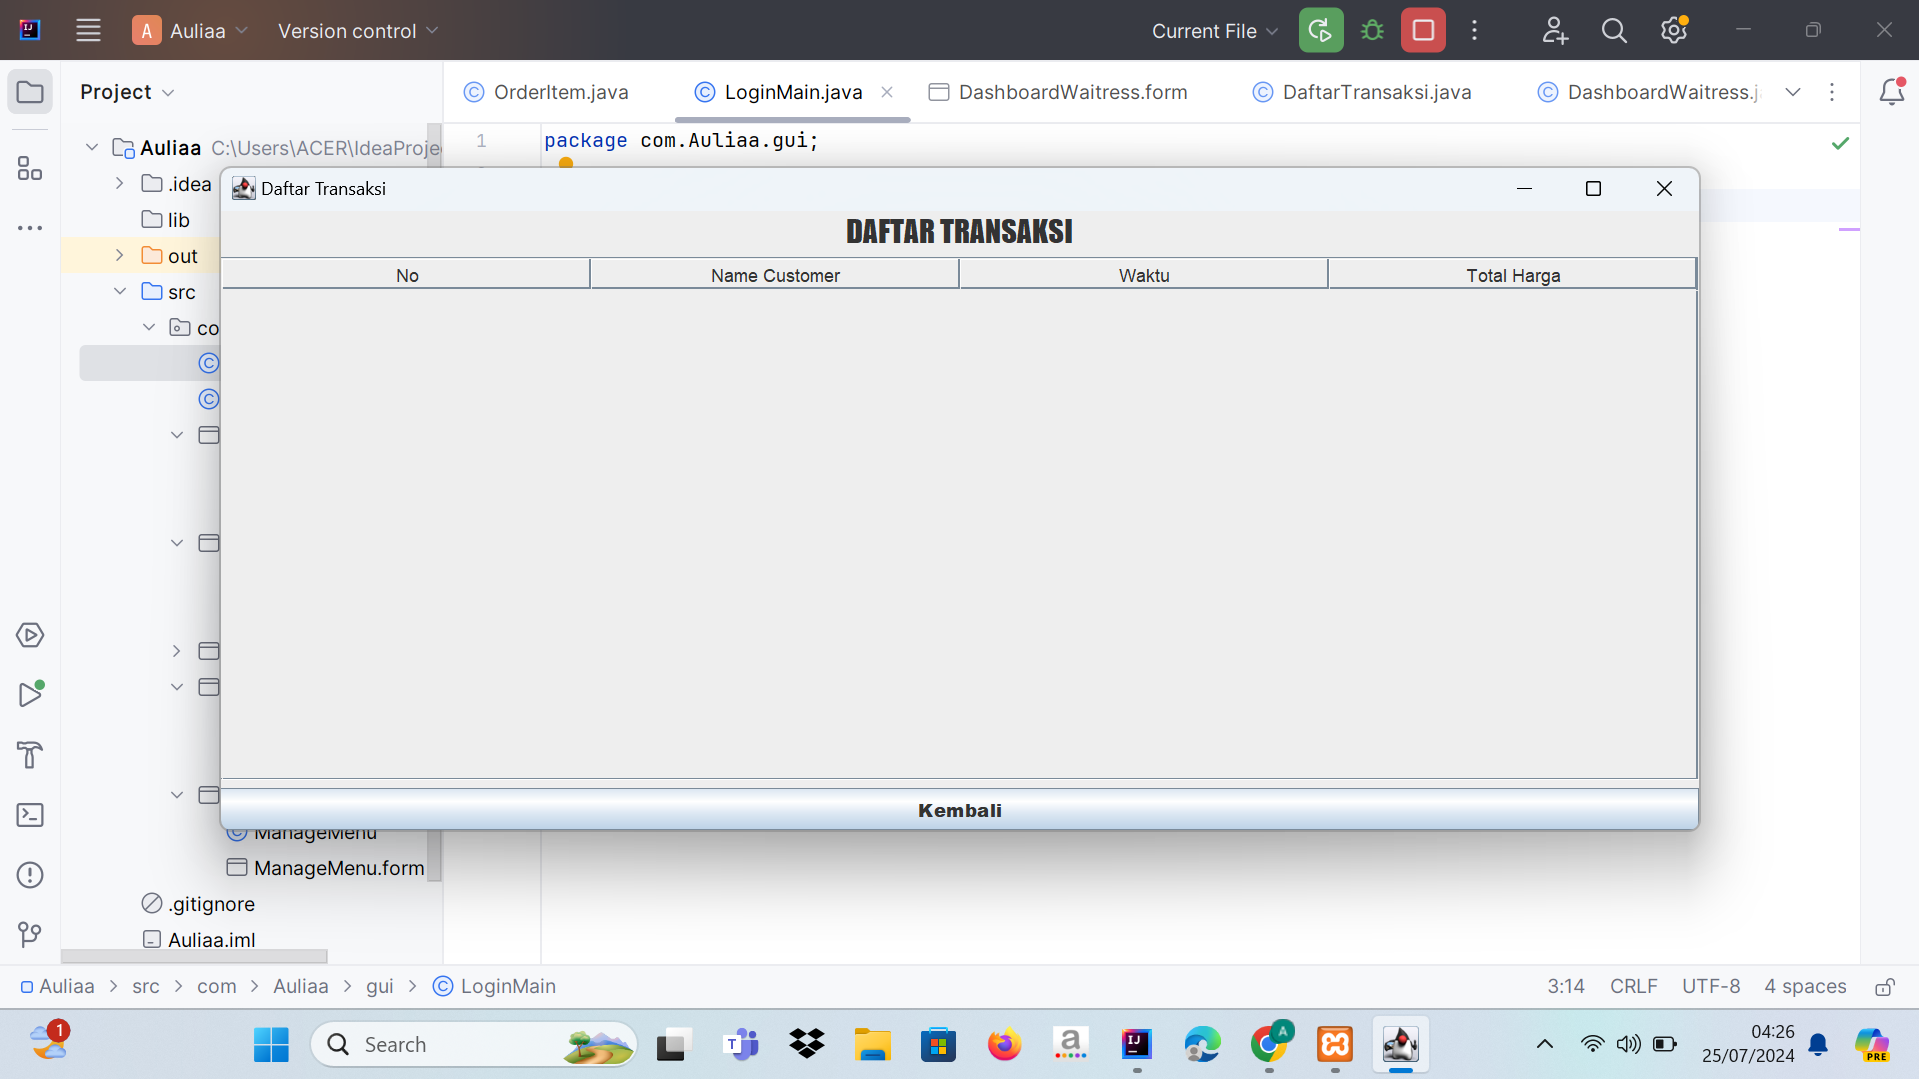 A Auliaa Version control Current File
Project OrderItem.java LoginMain.java DashboardWaitress.form DaftarTransaksi.java DashboardWaitress.j
Auliaa C:\Users\ACER\IdeaProje
1 package com.Auliaa.gui;
.idea
lib
out
src
co
Daftar Transaksi
DAFTAR TRANSAKSI
No Name Customer Waktu Total Harga
Kembali
ManageMenu
ManageMenu.form
.gitignore
Auliaa.iml
Auliaa > src > com > Auliaa > gui > LoginMain 3:14 CRLF UTF-8 4 spaces
1 Search 04:26
25/07/2024
PRE